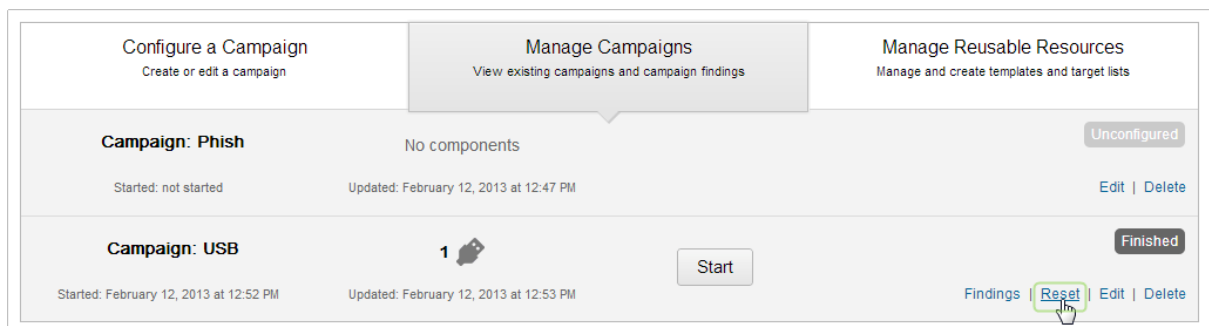 Configure a Campaign
Create or edit a campaign
Manage Campaigns
View existing campaigns and campaign findings
Manage Reusable Resources
Manage and create templates and target lists
Campaign: Phish
No components
Unconfigured
Started: not started
Updated: February 12, 2013 at 12:47 PM
Edit | Delete
Campaign: USB
1
Start
Finished
Started: February 12, 2013 at 12:52 PM
Updated: February 12, 2013 at 12:53 PM
Findings | Reset | Edit | Delete